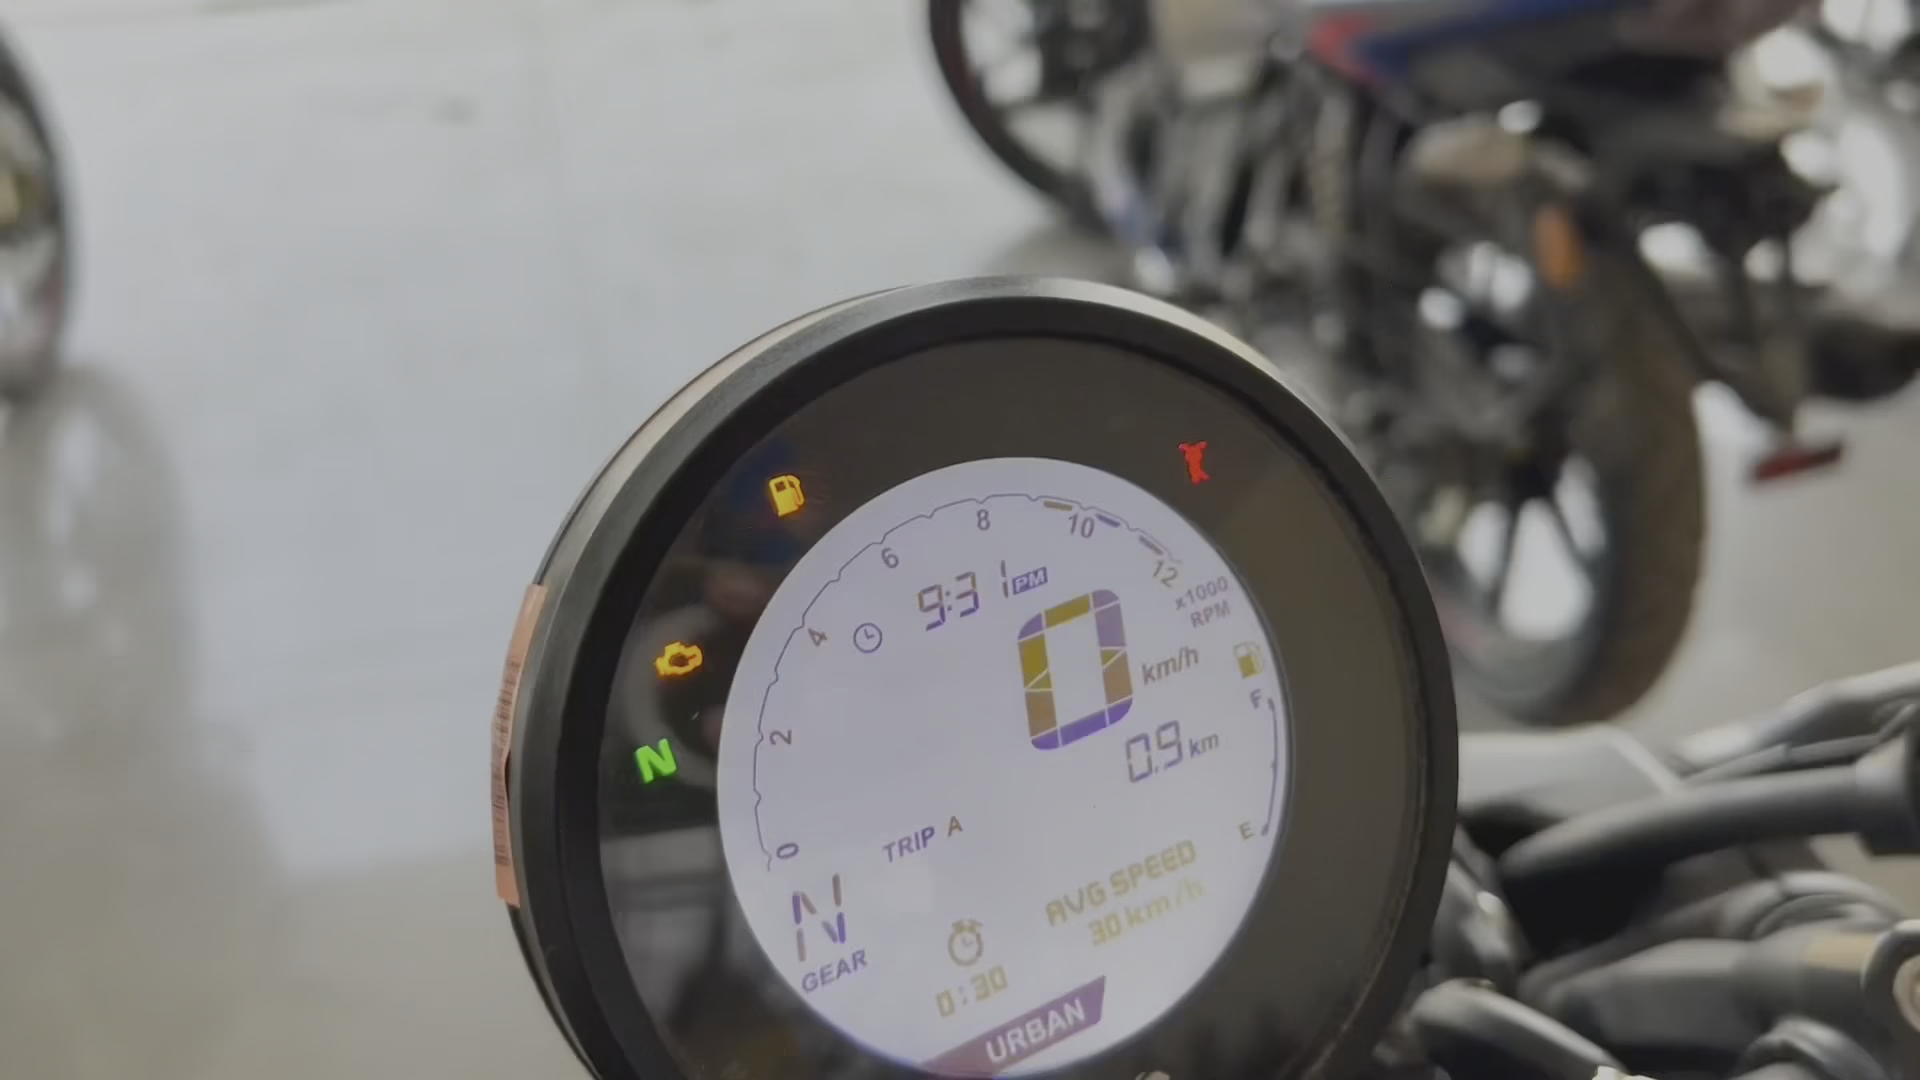 8
10
6
12
4
2
0
x1000
RPM
9:31 PM
0 km/h
F
0.9 km
E
TRIP A
N
GEAR
AVG SPEED
30 km/h
0:30
URBAN
N